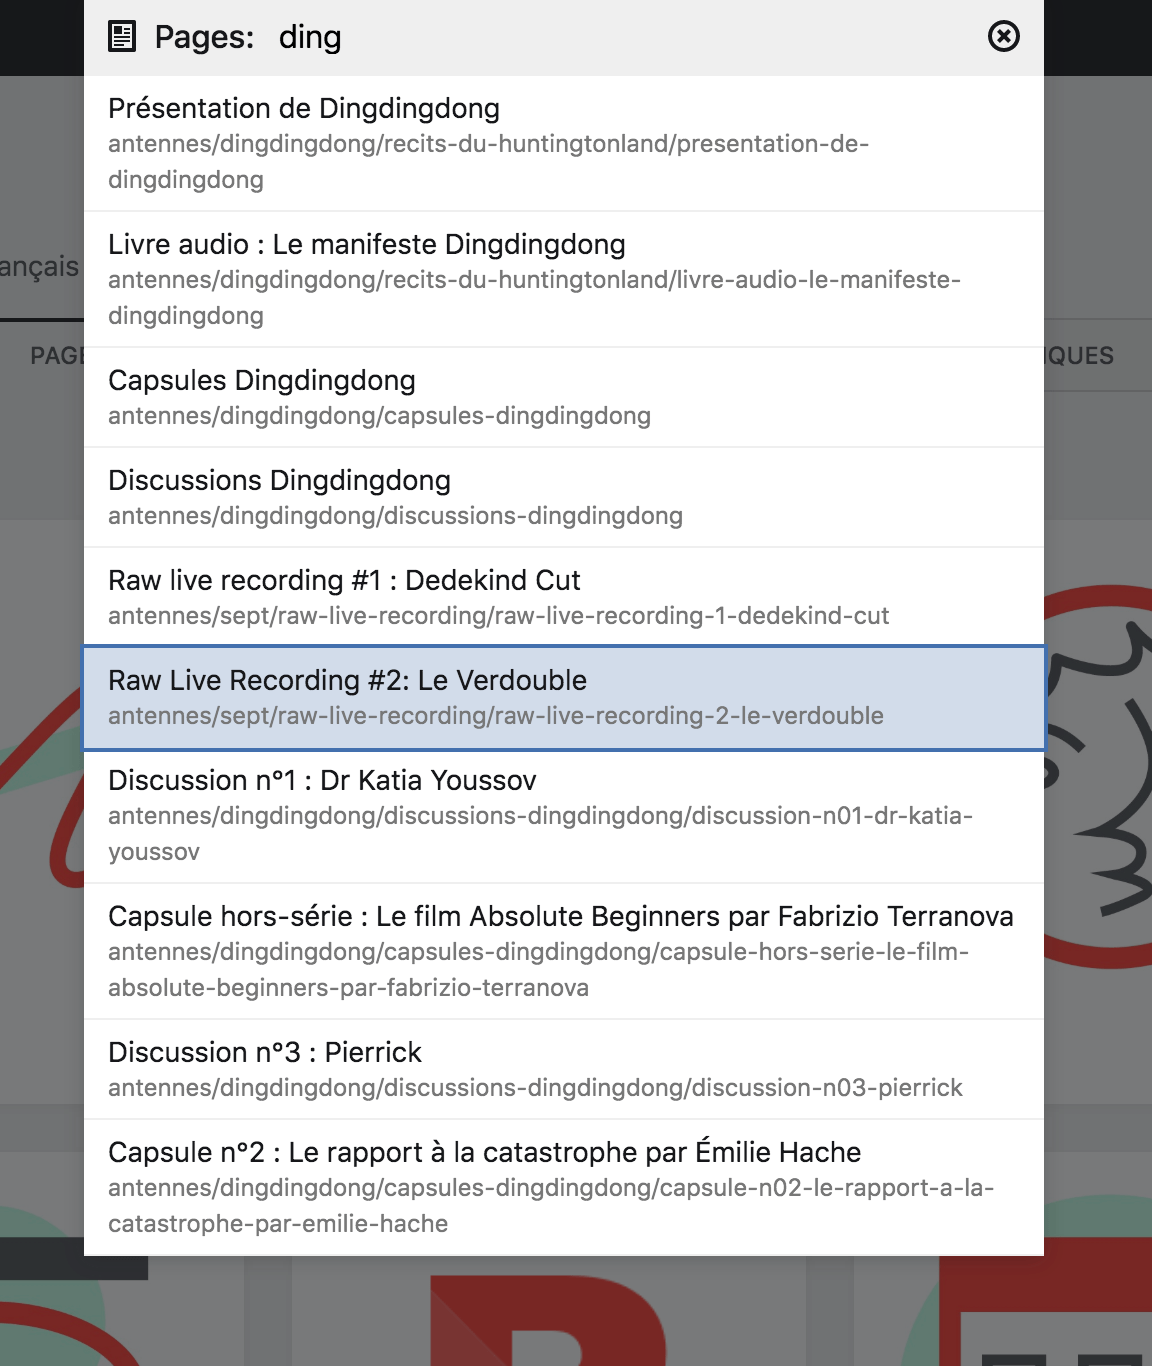 Pages: ding
Présentation de Dingdingdong
antennes/dingdingdong/recits-du-huntingtonland/presentation-de-
dingdingdong
Livre audio : Le manifeste Dingdingdong
antennes/dingdingdong/recits-du-huntingtonland/livre-audio-le-manifeste-
dingdingdong
ançais
PAGE
IQUES
Capsules Dingdingdong
antennes/dingdingdong/capsules-dingdingdong
Discussions Dingdingdong
antennes/dingdingdong/discussions-dingdingdong
Raw live recording #1 : Dedekind Cut
antennes/sept/raw-live-recording/raw-live-recording-1-dedekind-cut
Raw Live Recording #2: Le Verdouble
antennes/sept/raw-live-recording/raw-live-recording-2-le-verdouble
Discussion n°1 : Dr Katia Youssov
antennes/dingdingdong/discussions-dingdingdong/discussion-n01-dr-katia-
youssov
Capsule hors-série : Le film Absolute Beginners par Fabrizio Terranova
antennes/dingdingdong/capsules-dingdingdong/capsule-hors-serie-le-film-
absolute-beginners-par-fabrizio-terranova
Discussion n°3 : Pierrick
antennes/dingdingdong/discussions-dingdingdong/discussion-n03-pierrick
Capsule n°2 : Le rapport à la catastrophe par Émilie Hache
antennes/dingdingdong/capsules-dingdingdong/capsule-n02-le-rapport-a-la-
catastrophe-par-emilie-hache